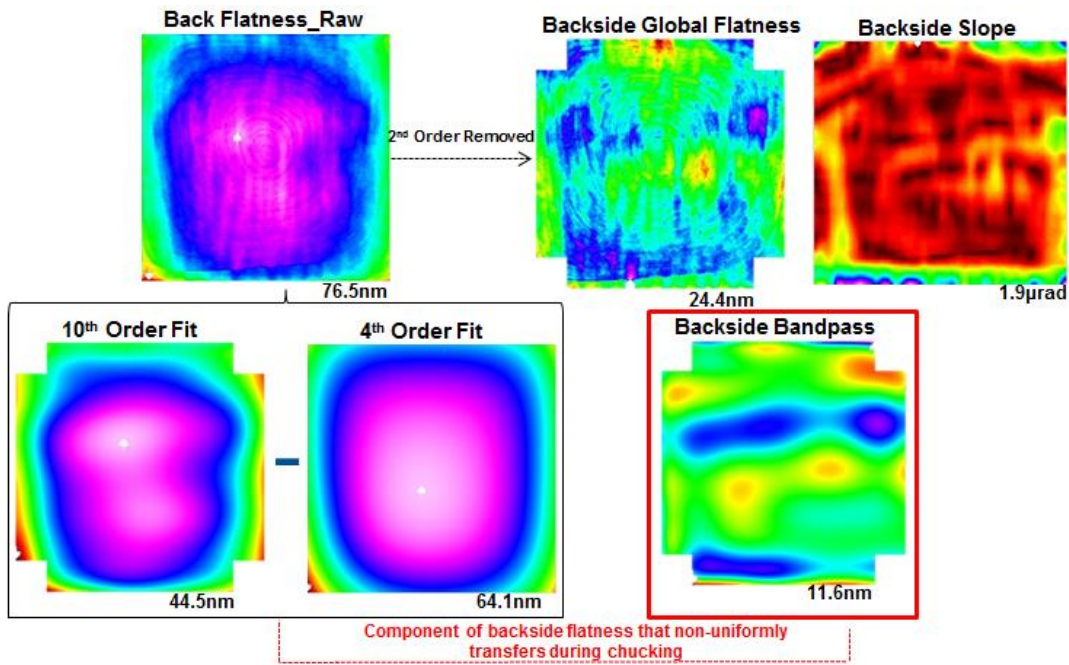 Back Flatness_Raw
Backside Global Flatness
Backside Slope
2nd Order Removed
76.5nm
24.4nm
1.9µrad
10th Order Fit
4th Order Fit
Backside Bandpass
44.5nm
64.1nm
11.6nm
Component of backside flatness that non-uniformly
transfers during chucking